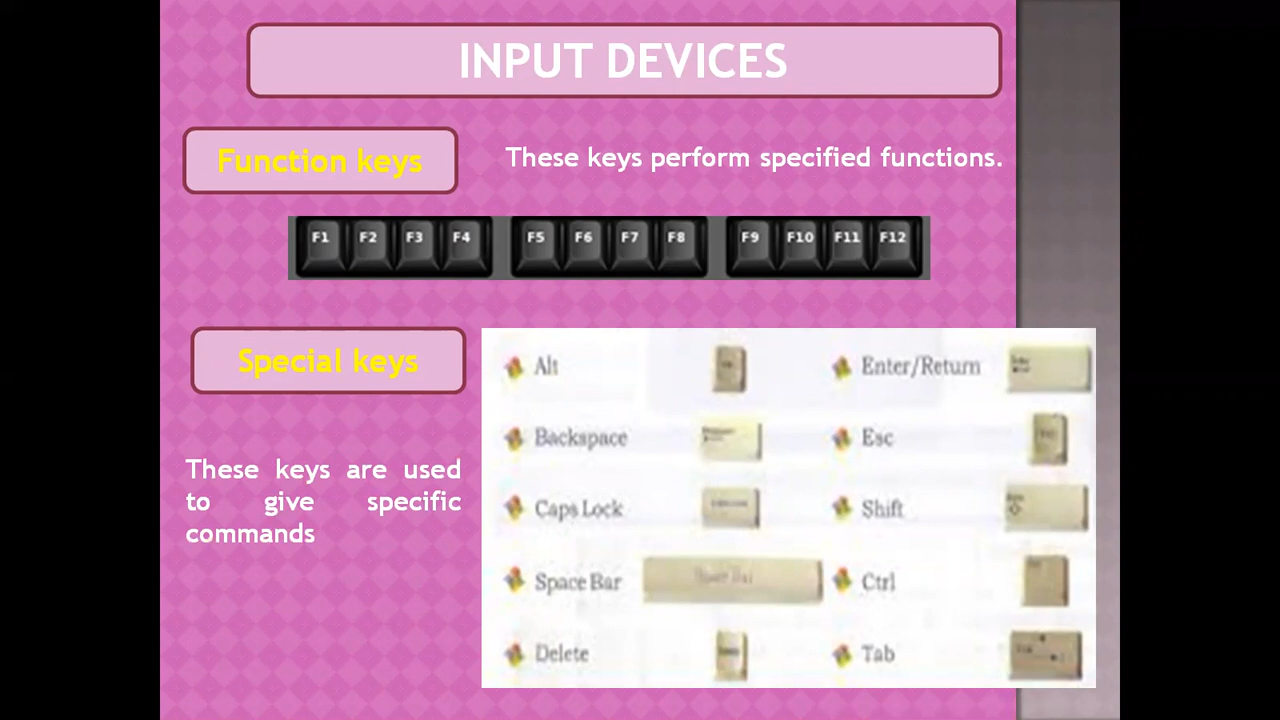 INPUT DEVICES
Function keys
These keys perform specified functions.
F1 F2 F3 F4 F5 F6 F7 F8 F9 F10 F11 F12
Special keys
These keys are used
to give specific
commands
Alt
Enter/Return
Backspace
Esc
Caps Lock
Shift
Space Bar
Space Bar
Ctrl
Delete
Tab